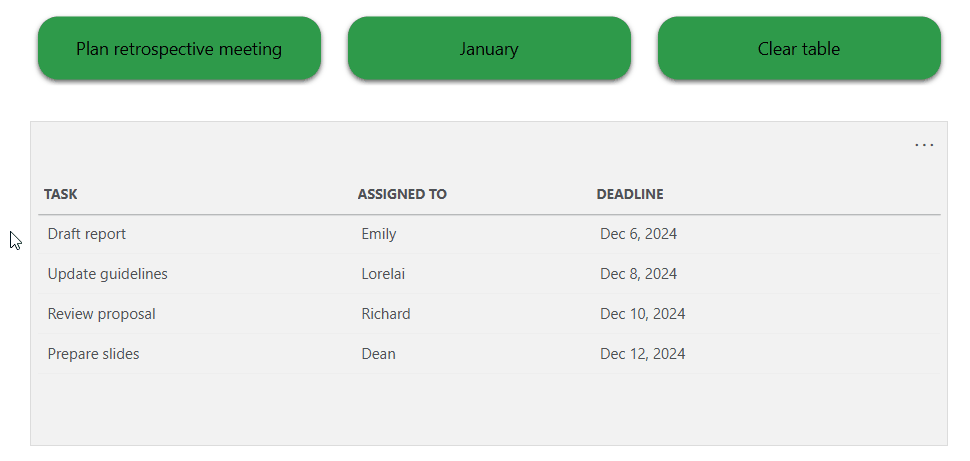 Plan retrospective meeting January Clear table
...
TASK ASSIGNED TO DEADLINE
Draft report Emily Dec 6, 2024
Update guidelines Lorelai Dec 8, 2024
Review proposal Richard Dec 10, 2024
Prepare slides Dean Dec 12, 2024